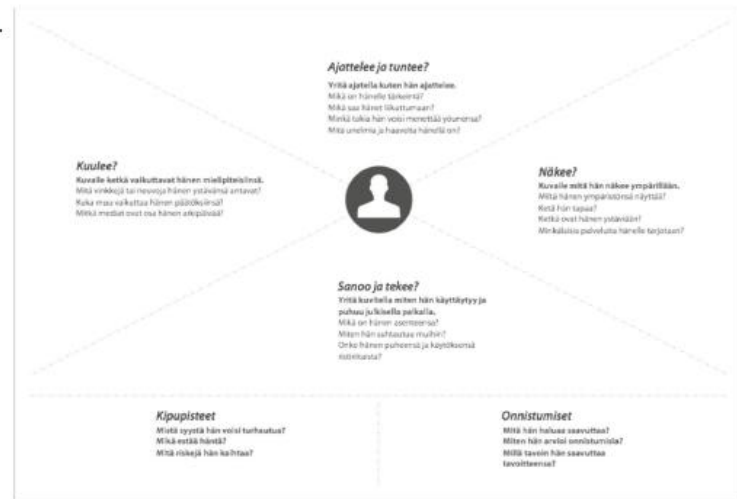 Ajattelee ja tuntee?
Yritä ajatella kuten hän ajattelee.
Mikä on hänelle tärkeintä?
Mikä saa hänet liikuttumaan?
Minkä takia hän voisi menettää yöunensa?
Mitä unelmia ja haaveita hänellä on?
Kuulee?
Kuvaile ketkä vaikuttavat hänen mielipiteisiinsä.
Mitä vinkkejä tai neuvoja hänen ystävänsä antavat?
Kuka muu vaikuttaa hänen päätöksiinsä?
Mitkä mediat ovat osa hänen arkipäivää?
Näkee?
Kuvaile mitä hän näkee ympärillään.
Miltä hänen ympäristönsä näyttää?
Ketä hän tapaa?
Ketkä ovat hänen ystäviään?
Minkälaisia palveluita hänelle tarjotaan?
Sanoo ja tekee?
Yritä kuvitella miten hän käyttäytyy ja
puhuu julkisella paikalla.
Mikä on hänen asenteensa?
Miten hän suhtautuu muihin?
Onko hänen puheensa ja käytöksensä
ristiriitaista?
Kipupisteet
Mistä syystä hän voisi turhautua?
Mikä estää häntä?
Mitä riskejä hän kaihtaa?
Onnistumiset
Mitä hän haluaa saavuttaa?
Miten hän arvioi onnistumisia?
Millä tavoin hän saavuttaa
tavoitteensa?